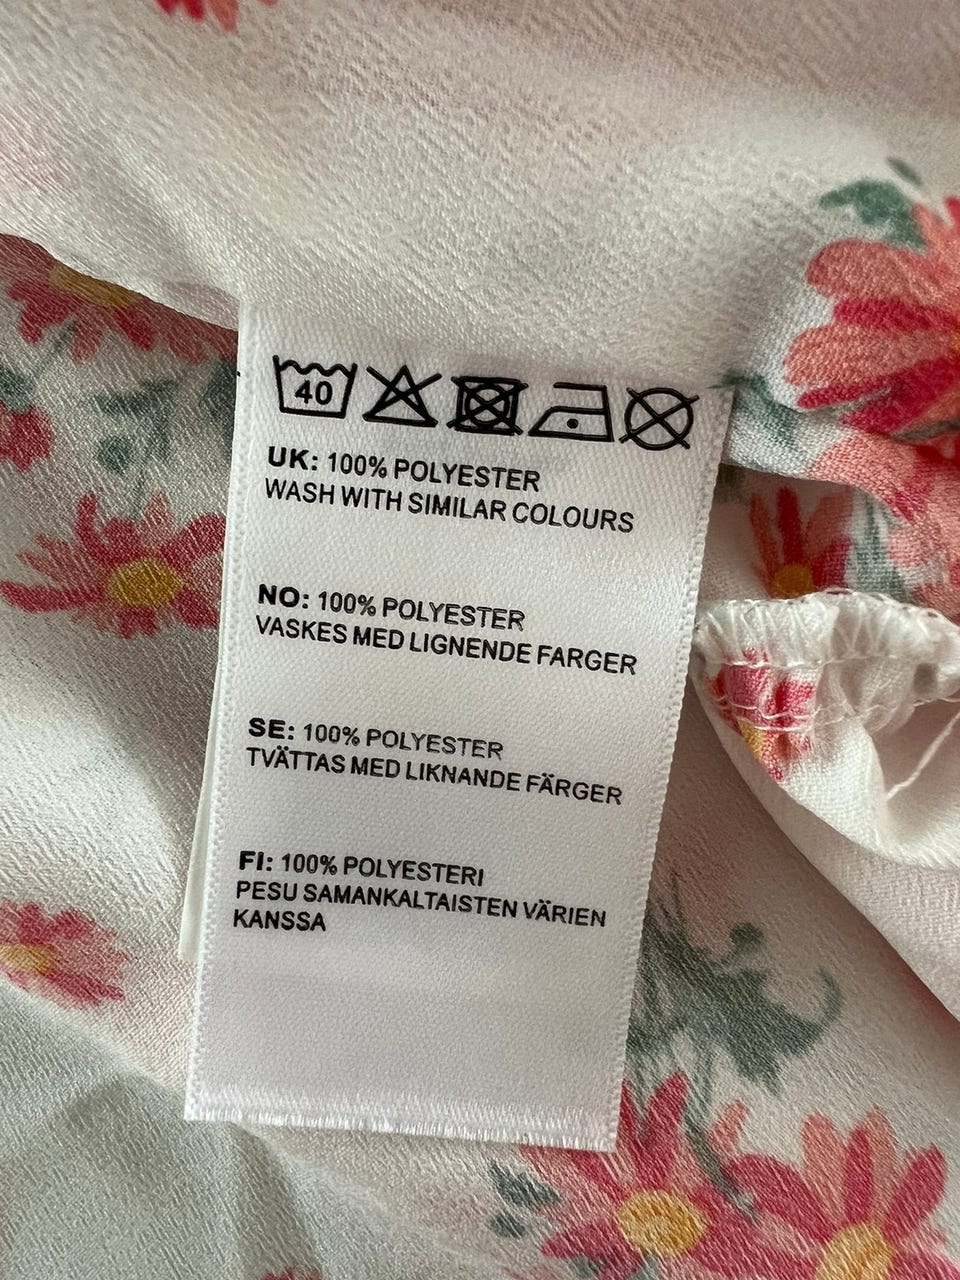 40
UK: 100% POLYESTER
WASH WITH SIMILAR COLOURS
NO: 100% POLYESTER
VASKES MED LIGNENDE FARGER
SE: 100% POLYESTER
TVÄTTAS MED LIKNANDE FÄRGER
FI: 100% POLYESTERI
PESU SAMANKALTAISTEN VÄRIEN
KANSSA